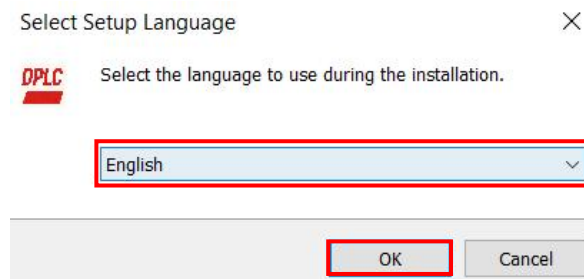 Select Setup Language
DPLC
Select the language to use during the installation.
English
OK
Cancel